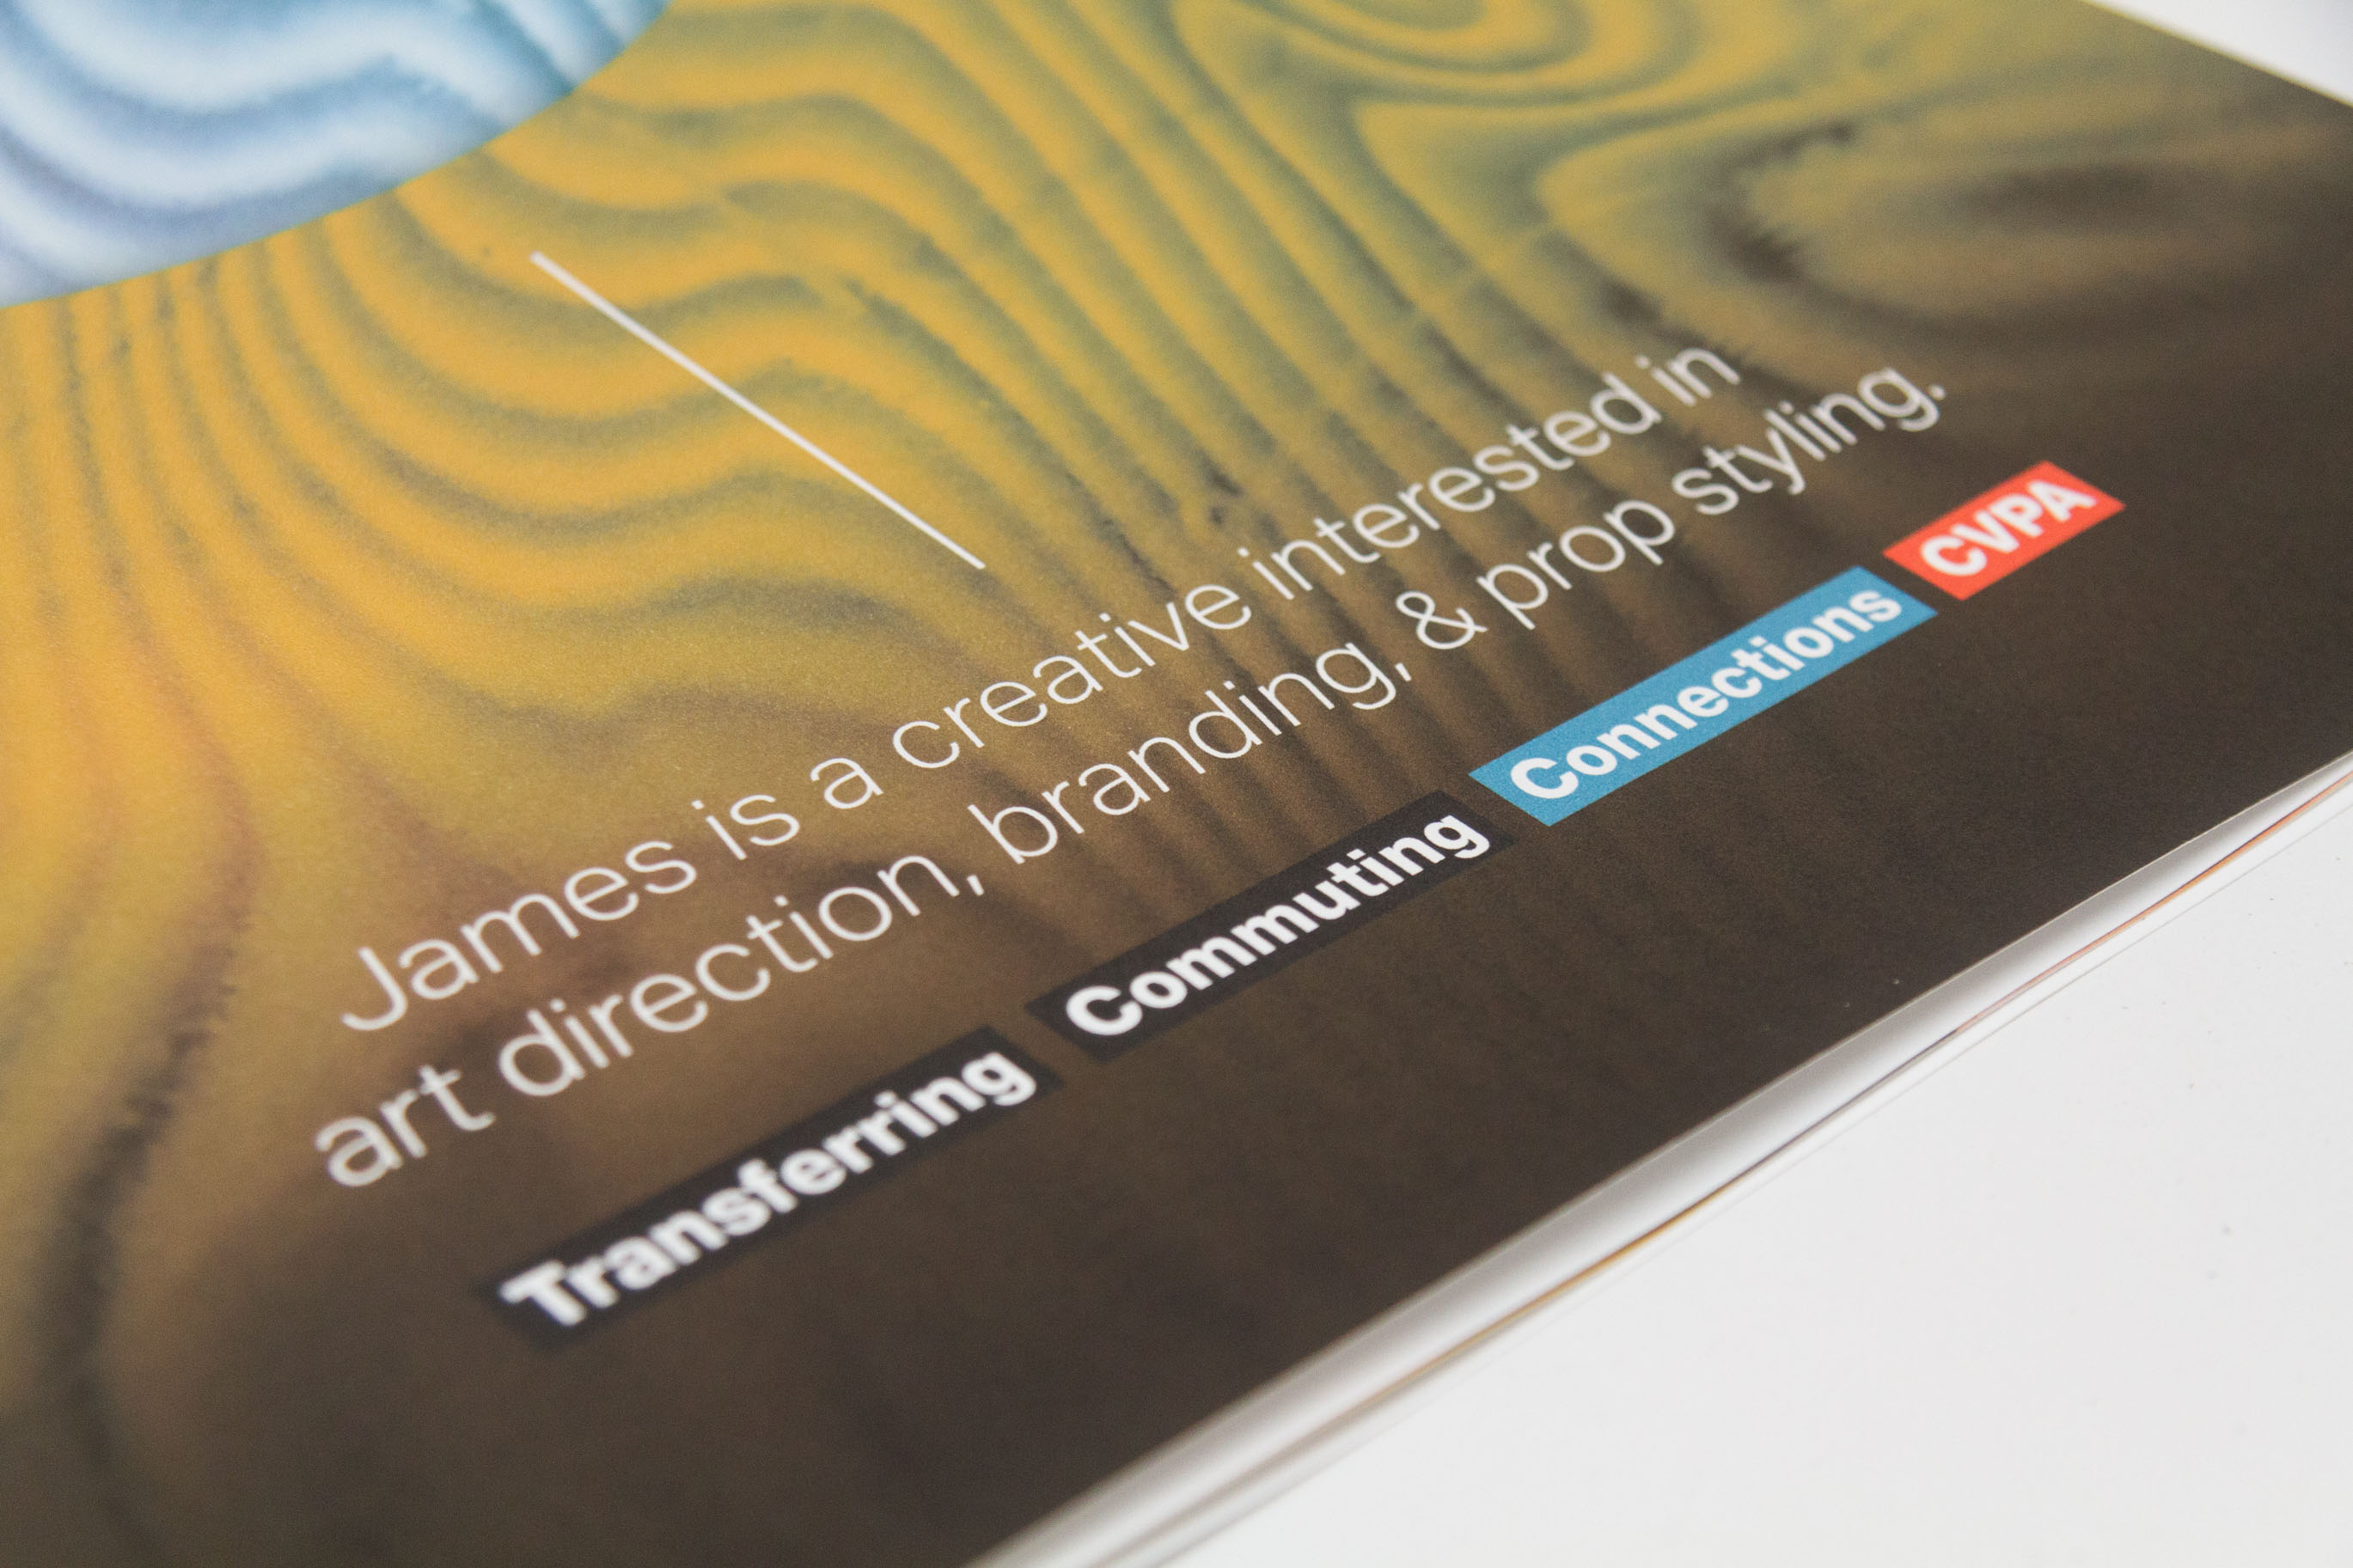 James is a creative interested in
art direction, branding, & prop styling.
Transferring Commuting Connections CVPA